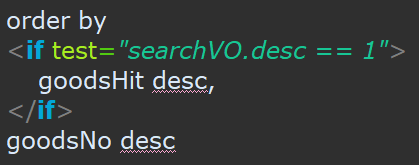 order by
<if test="searchVO.desc == 1">
goodsHit desc,
</if>
goodsNo desc